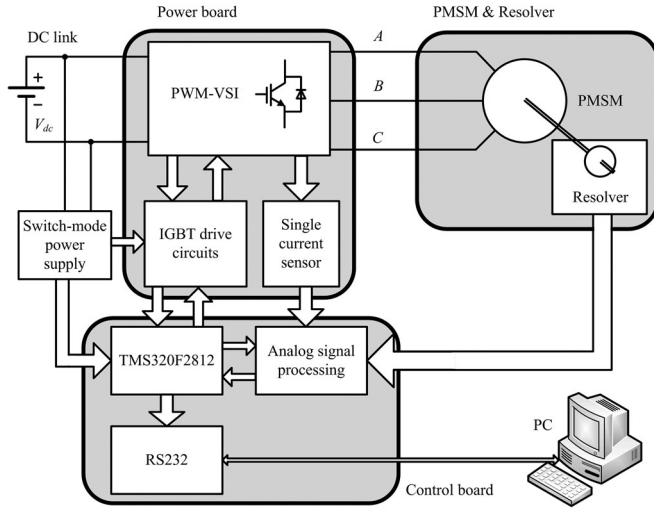 Power board
PMSM & Resolver
DC link
A
+
PWM-VSI
B
PMSM
−
V_dc
C
Resolver
Switch-mode
power
supply
IGBT drive
circuits
Single
current
sensor
TMS320F2812
Analog signal
processing
PC
RS232
Control board